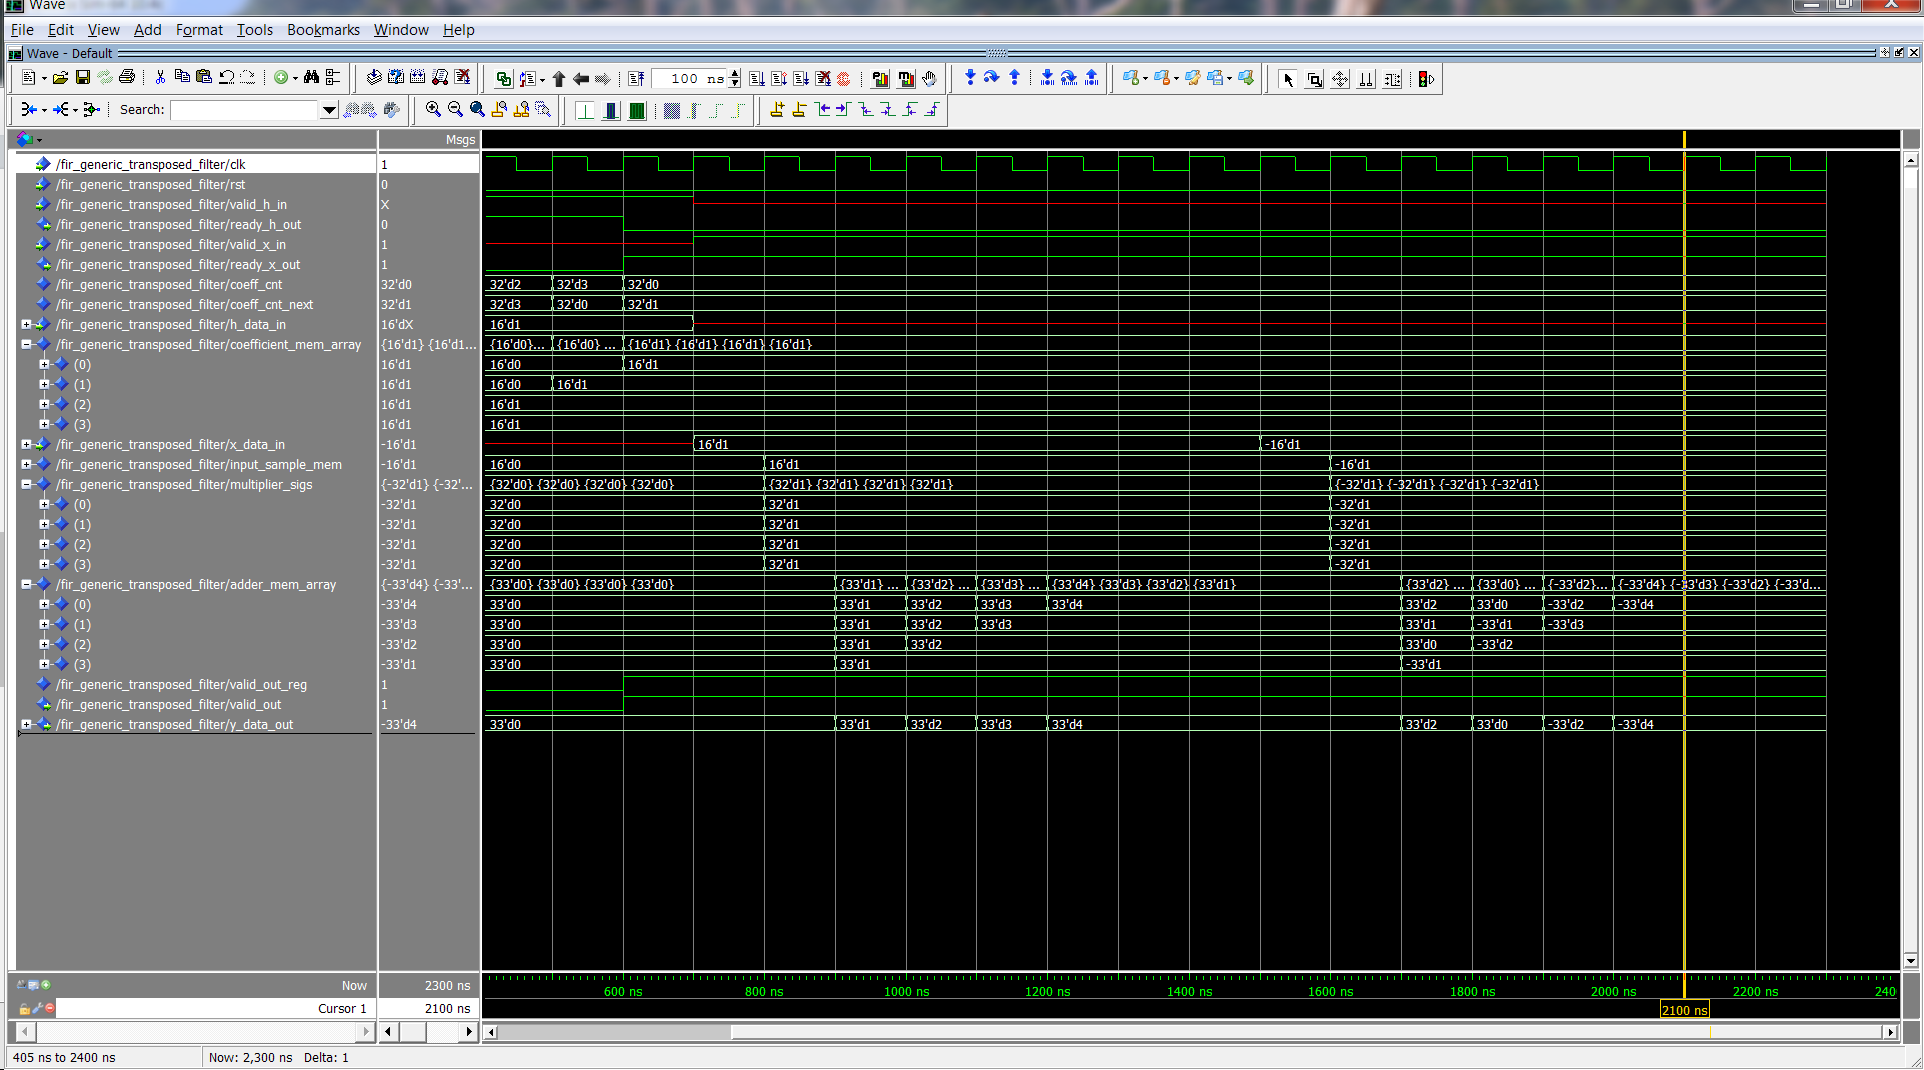 Wave
File Edit View Add Format Tools Bookmarks Window Help
Wave - Default
100 ns
Search:
Msgs
/fir_generic_transposed_filter/clk 1
/fir_generic_transposed_filter/rst 0
/fir_generic_transposed_filter/valid_h_in X
/fir_generic_transposed_filter/ready_h_out 0
/fir_generic_transposed_filter/valid_x_in 1
/fir_generic_transposed_filter/ready_x_out 1
/fir_generic_transposed_filter/coeff_cnt 32'd0 32'd2 32'd3 32'd0
/fir_generic_transposed_filter/coeff_cnt_next 32'd1 32'd3 32'd0 32'd1
/fir_generic_transposed_filter/h_data_in 16'dX 16'd1
/fir_generic_transposed_filter/coefficient_mem_array {16'd1} {16'd1... {16'd0}... {16'd0} ... {16'd1} {16'd1} {16'd1} {16'd1}
(0) 16'd1 16'd0 16'd1
(1) 16'd1 16'd0 16'd1
(2) 16'd1 16'd1
(3) 16'd1 16'd1
/fir_generic_transposed_filter/x_data_in -16'd1 16'd1 -16'd1
/fir_generic_transposed_filter/input_sample_mem -16'd1 16'd0 16'd1 -16'd1
/fir_generic_transposed_filter/multiplier_sigs {-32'd1} {-32'... {32'd0} {32'd0} {32'd0} {32'd0} {32'd1} {32'd1} {32'd1} {32'd1} {-32'd1} {-32'd1} {-32'd1} {-32'd1}
(0) -32'd1 32'd0 32'd1 -32'd1
(1) -32'd1 32'd0 32'd1 -32'd1
(2) -32'd1 32'd0 32'd1 -32'd1
(3) -32'd1 32'd0 32'd1 -32'd1
/fir_generic_transposed_filter/adder_mem_array {-33'd4} {-33'... {33'd0} {33'd0} {33'd0} {33'd0} {33'd1} ... {33'd2} ... {33'd3} ... {33'd4} {33'd3} {33'd2} {33'd1} {33'd2} ... {33'd0} ... {-33'd2}... {-33'd4} {-33'd3} {-33'd2} {-33'd...
(0) -33'd4 33'd0 33'd1 33'd2 33'd3 33'd4 33'd2 33'd0 -33'd2 -33'd4
(1) -33'd3 33'd0 33'd1 33'd2 33'd3 33'd1 -33'd1 -33'd3
(2) -33'd2 33'd0 33'd1 33'd2 33'd0 -33'd2
(3) -33'd1 33'd0 33'd1 -33'd1
/fir_generic_transposed_filter/valid_out_reg 1
/fir_generic_transposed_filter/valid_out 1
/fir_generic_transposed_filter/y_data_out -33'd4 33'd0 33'd1 33'd2 33'd3 33'd4 33'd2 33'd0 -33'd2 -33'd4
Now 2300 ns 600 ns 800 ns 1000 ns 1200 ns 1400 ns 1600 ns 1800 ns 2000 ns 2200 ns 240
Cursor 1 2100 ns 2100 ns
405 ns to 2400 ns Now: 2,300 ns Delta: 1